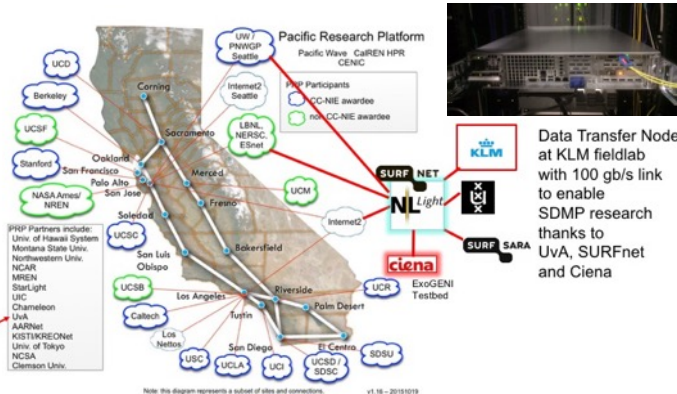 Pacific Research Platform
Pacific Wave CalREN HPR
CENIC
PRP Participants
CC-NIE awardee
non CC-NIE awardee
UW /
PNWGP
Seattle
Internet2
Seattle
LBNL,
NERSC,
ESnet
UCD
Berkeley
UCSF
Stanford
NASA Ames/
NREN
Corning
Sacramento
Oakland
San Francisco
Palo Alto
San Jose
Merced
Fresno
UCM
Internet2
Soledad
UCSC
San Luis
Obispo
Bakersfield
UCSB
Los Angeles
Riverside
UCR
Palm Desert
Caltech
Tustin
Los
Nettos
San Diego
El Centro
USC
UCLA
UCI
UCSD /
SDSC
SDSU
PRP Partners include:
Univ. of Hawaii System
Montana State Univ.
Northwestern Univ.
NCAR
MREN
StarLight
UIC
Chameleon
UvA
AARNet
KISTI/KREONet
Univ. of Tokyo
NCSA
Clemson Univ.
Note: this diagram represents a subset of sites and connections.
v1.16 – 20151019
SURF NET
Light
KLM
SURF SARA
ciena
ExoGENI
Testbed
Data Transfer Node
at KLM fieldlab
with 100 gb/s link
to enable
SDMP research
thanks to
UvA, SURFnet
and Ciena